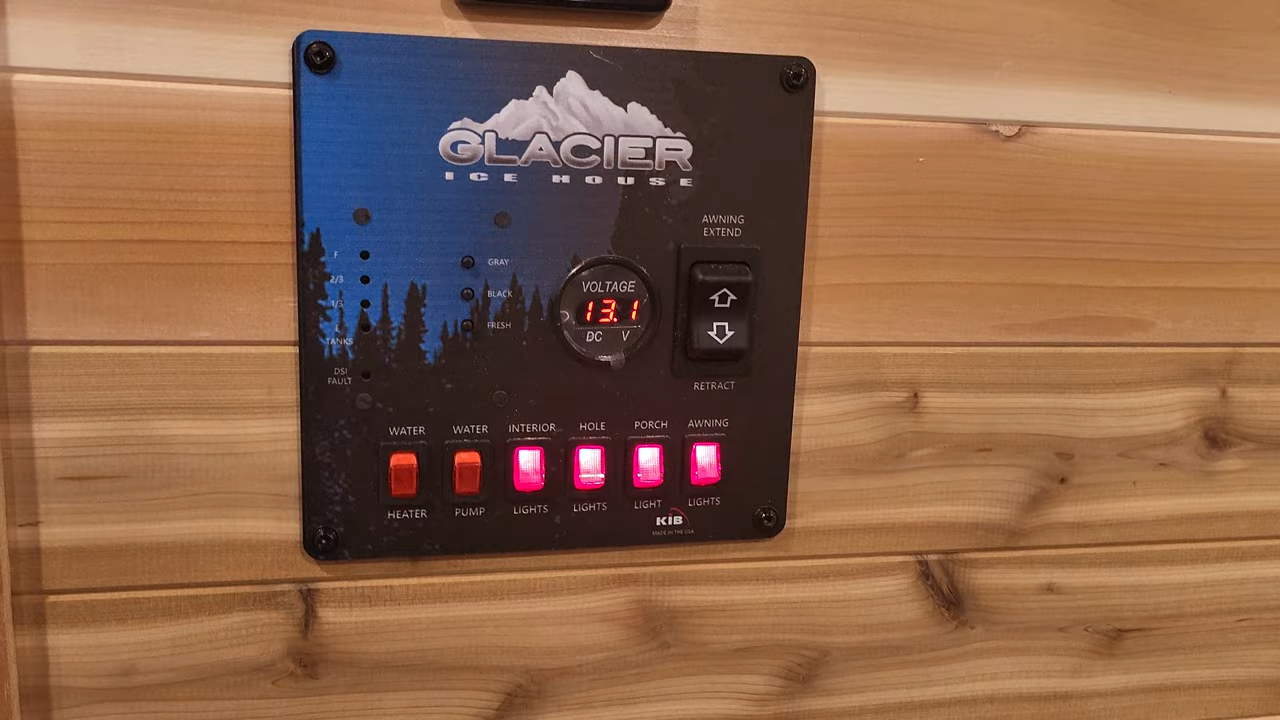 GLACIER
ICE HOUSE
AWNING
EXTEND
F
2/3
1/3
E
TANKS
DSI
FAULT
GRAY
BLACK
FRESH
VOLTAGE
13.1
DC V
RETRACT
WATER
HEATER
WATER
PUMP
INTERIOR
LIGHTS
HOLE
LIGHTS
PORCH
LIGHT
AWNING
LIGHTS
KIB
MADE IN THE USA